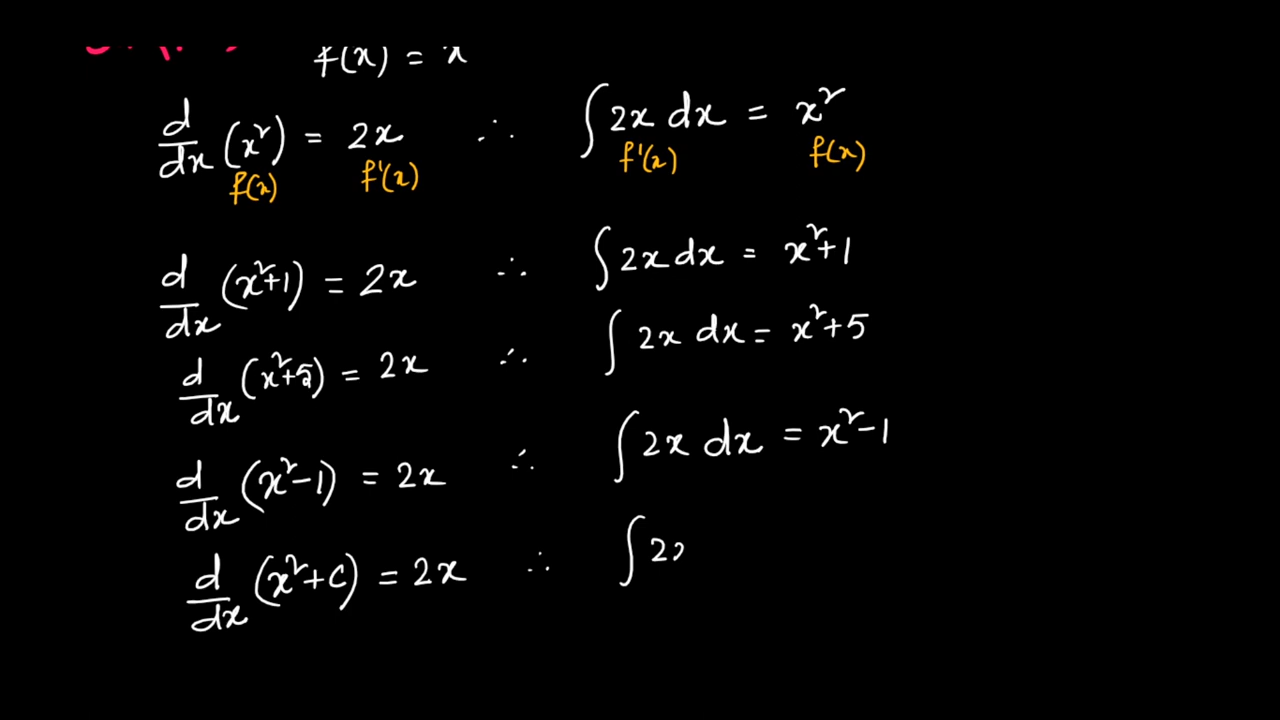 f(x) = x
d/dx (x²) = 2x ∴ ∫ 2x dx = x²
f(x) f'(x) f'(x) f(x)
d/dx (x²+1) = 2x ∴ ∫ 2x dx = x²+1
d/dx (x²+5) = 2x ∴ ∫ 2x dx = x²+5
d/dx (x²-1) = 2x ∴ ∫ 2x dx = x²-1
d/dx (x²+c) = 2x ∴ ∫ 2x